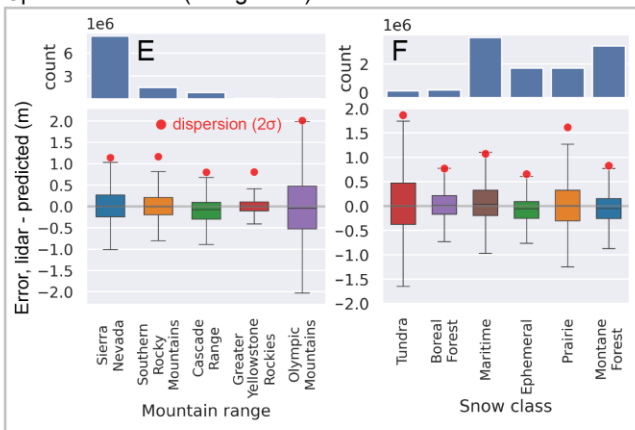 1e6
6
3
count
E
2.0
1.5
1.0
0.5
0.0
-0.5
-1.0
-1.5
-2.0
dispersion (2σ)
Error, lidar - predicted (m)
Sierra
Nevada
Southern
Rocky
Mountains
Cascade
Range
Greater
Yellowstone
Rockies
Olympic
Mountains
Mountain range
1e6
2
0
count
F
2.0
1.5
1.0
0.5
0.0
-0.5
-1.0
-1.5
-2.0
Tundra
Boreal
Forest
Maritime
Ephemeral
Prairie
Montane
Forest
Snow class